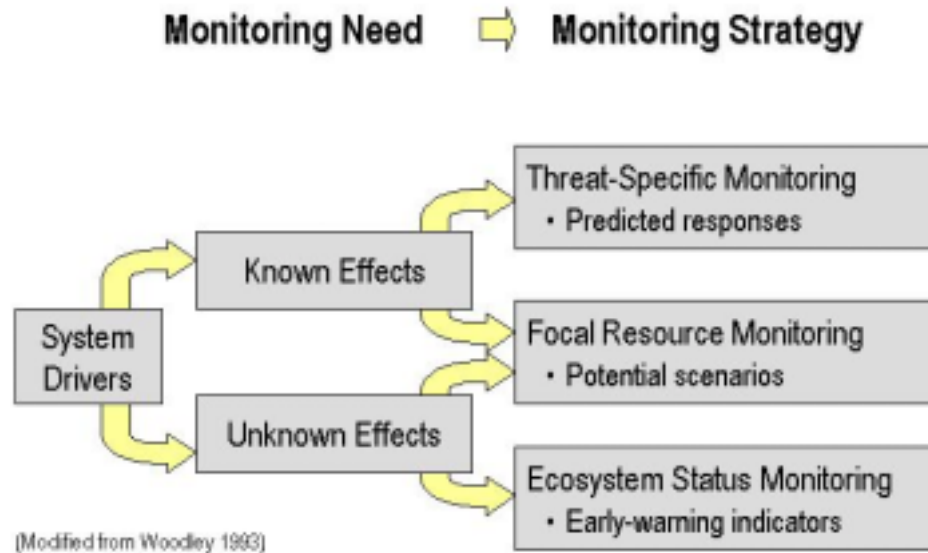 Monitoring Need Monitoring Strategy
Threat-Specific Monitoring
• Predicted responses
Known Effects
System
Drivers
Focal Resource Monitoring
• Potential scenarios
Unknown Effects
Ecosystem Status Monitoring
• Early-warning indicators
(Modified from Woodley 1993)